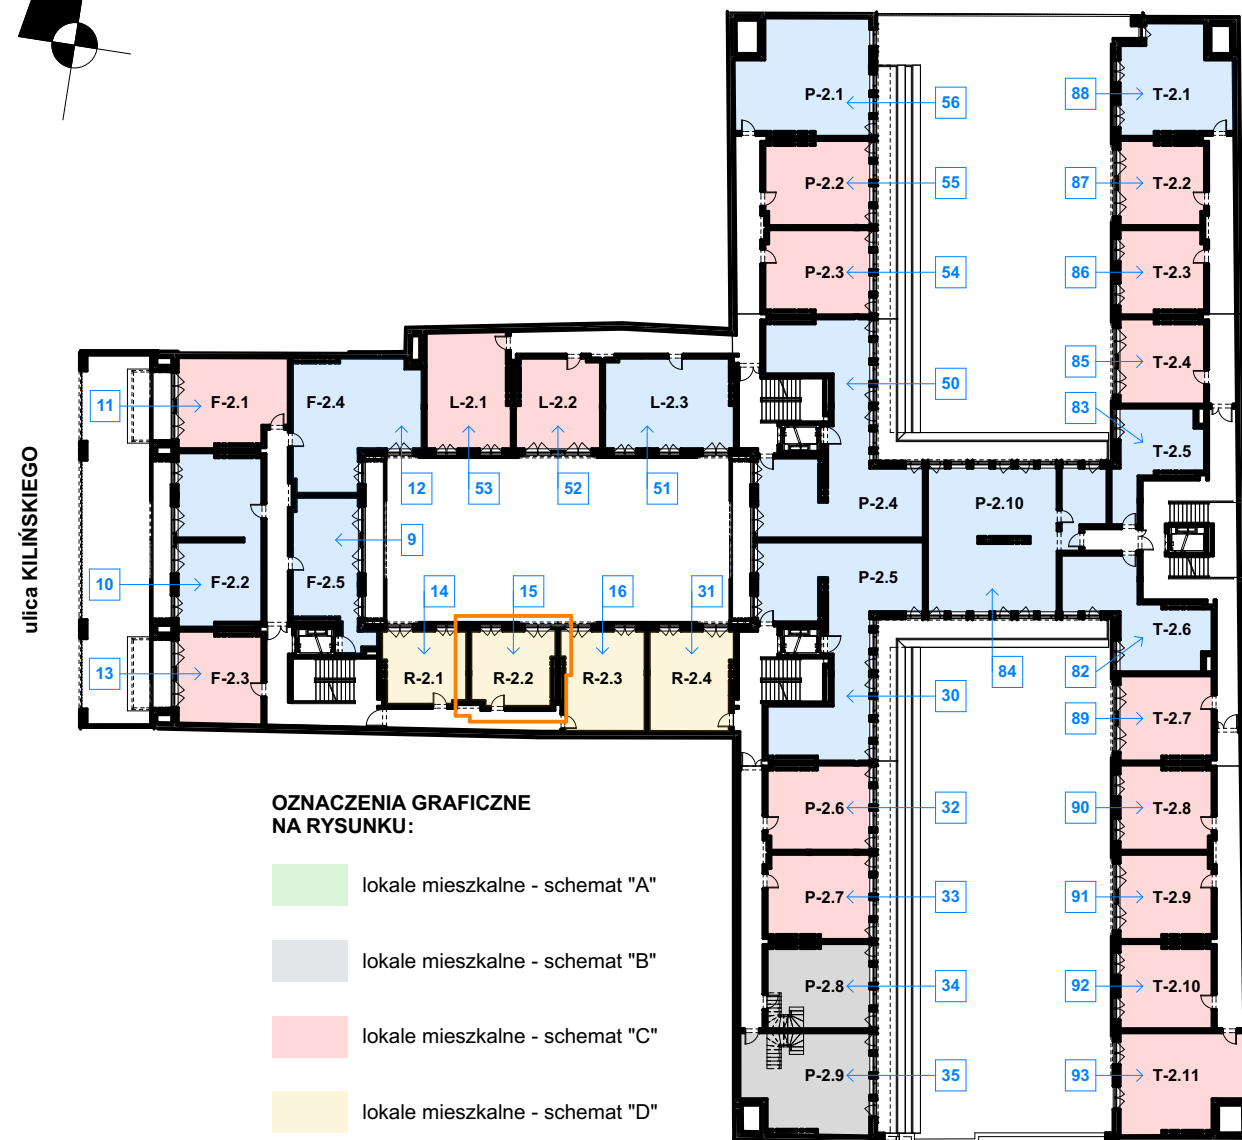 P-2.1
56
88
T-2.1
P-2.2
55
87
T-2.2
P-2.3
54
86
T-2.3
85
T-2.4
50
83
T-2.5
11
F-2.1
F-2.4
L-2.1
L-2.2
L-2.3
12
53
52
51
P-2.4
P-2.10
ulica KILIŃSKIEGO
9
10
F-2.2
F-2.5
P-2.5
14
15
16
31
T-2.6
13
F-2.3
R-2.1
R-2.2
R-2.3
R-2.4
30
84
82
89
T-2.7
OZNACZENIA GRAFICZNE
NA RYSUNKU:
P-2.6
32
90
T-2.8
lokale mieszkalne - schemat "A"
P-2.7
33
91
T-2.9
lokale mieszkalne - schemat "B"
P-2.8
34
92
T-2.10
lokale mieszkalne - schemat "C"
P-2.9
35
93
T-2.11
lokale mieszkalne - schemat "D"